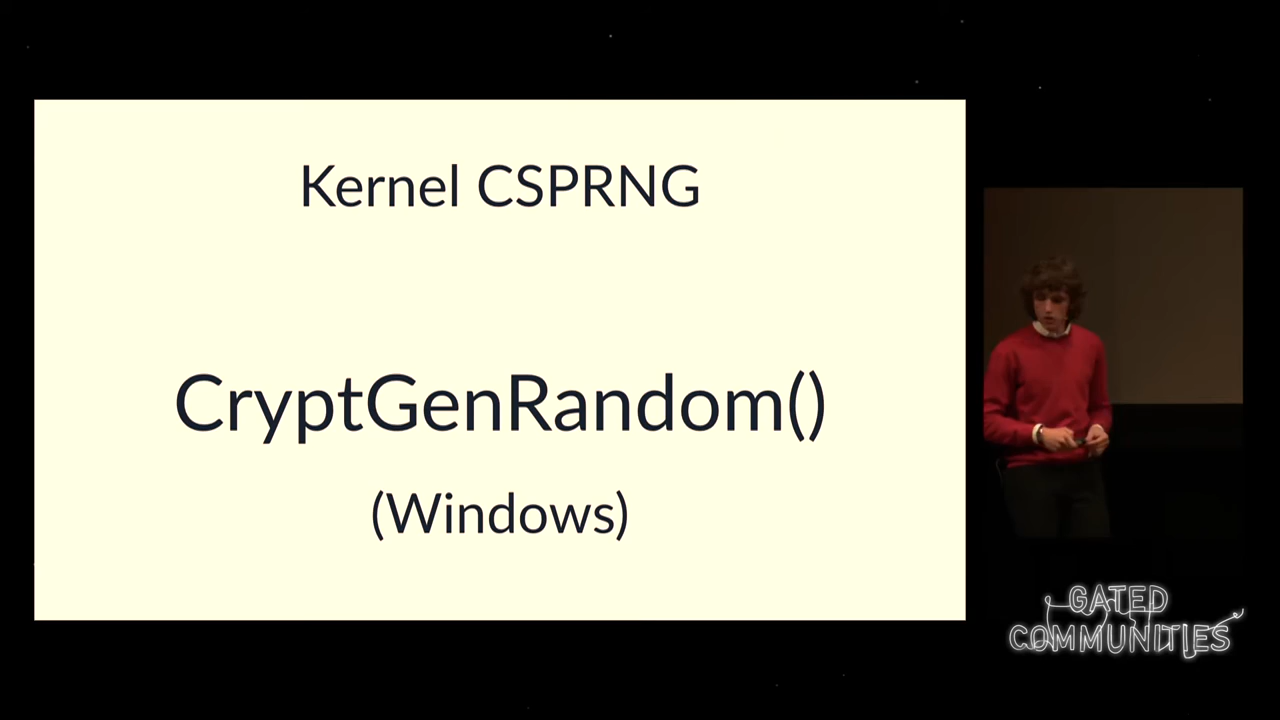 Kernel CSPRNG
CryptGenRandom()
(Windows)
GATED
COMMUNITIES